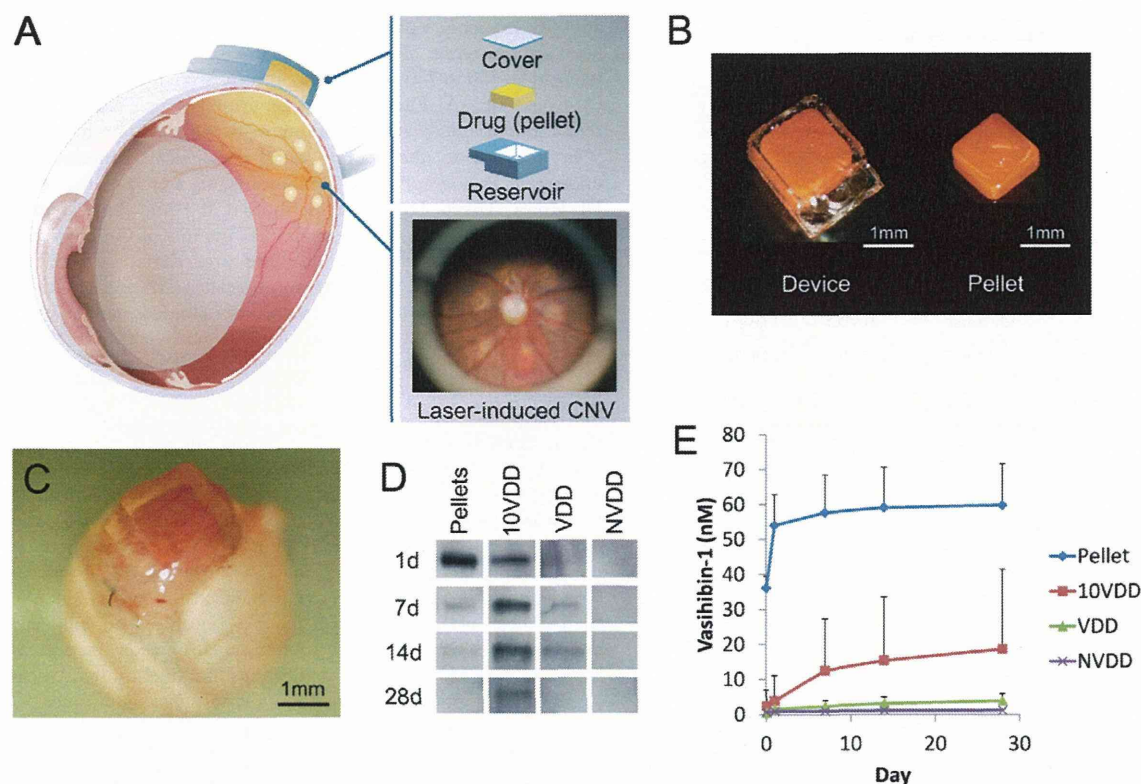 A
Cover
Drug (pellet)
Reservoir
Laser-induced CNV
B
1mm
1mm
Device
Pellet
C
1mm
D
Pellets
10VDD
VDD
NVDD
1d
7d
14d
28d
E
Vasihibin-1 (nM)
80
70
60
50
40
30
20
10
0
0
10
20
30
Day
Pellet
10VDD
VDD
NVDD